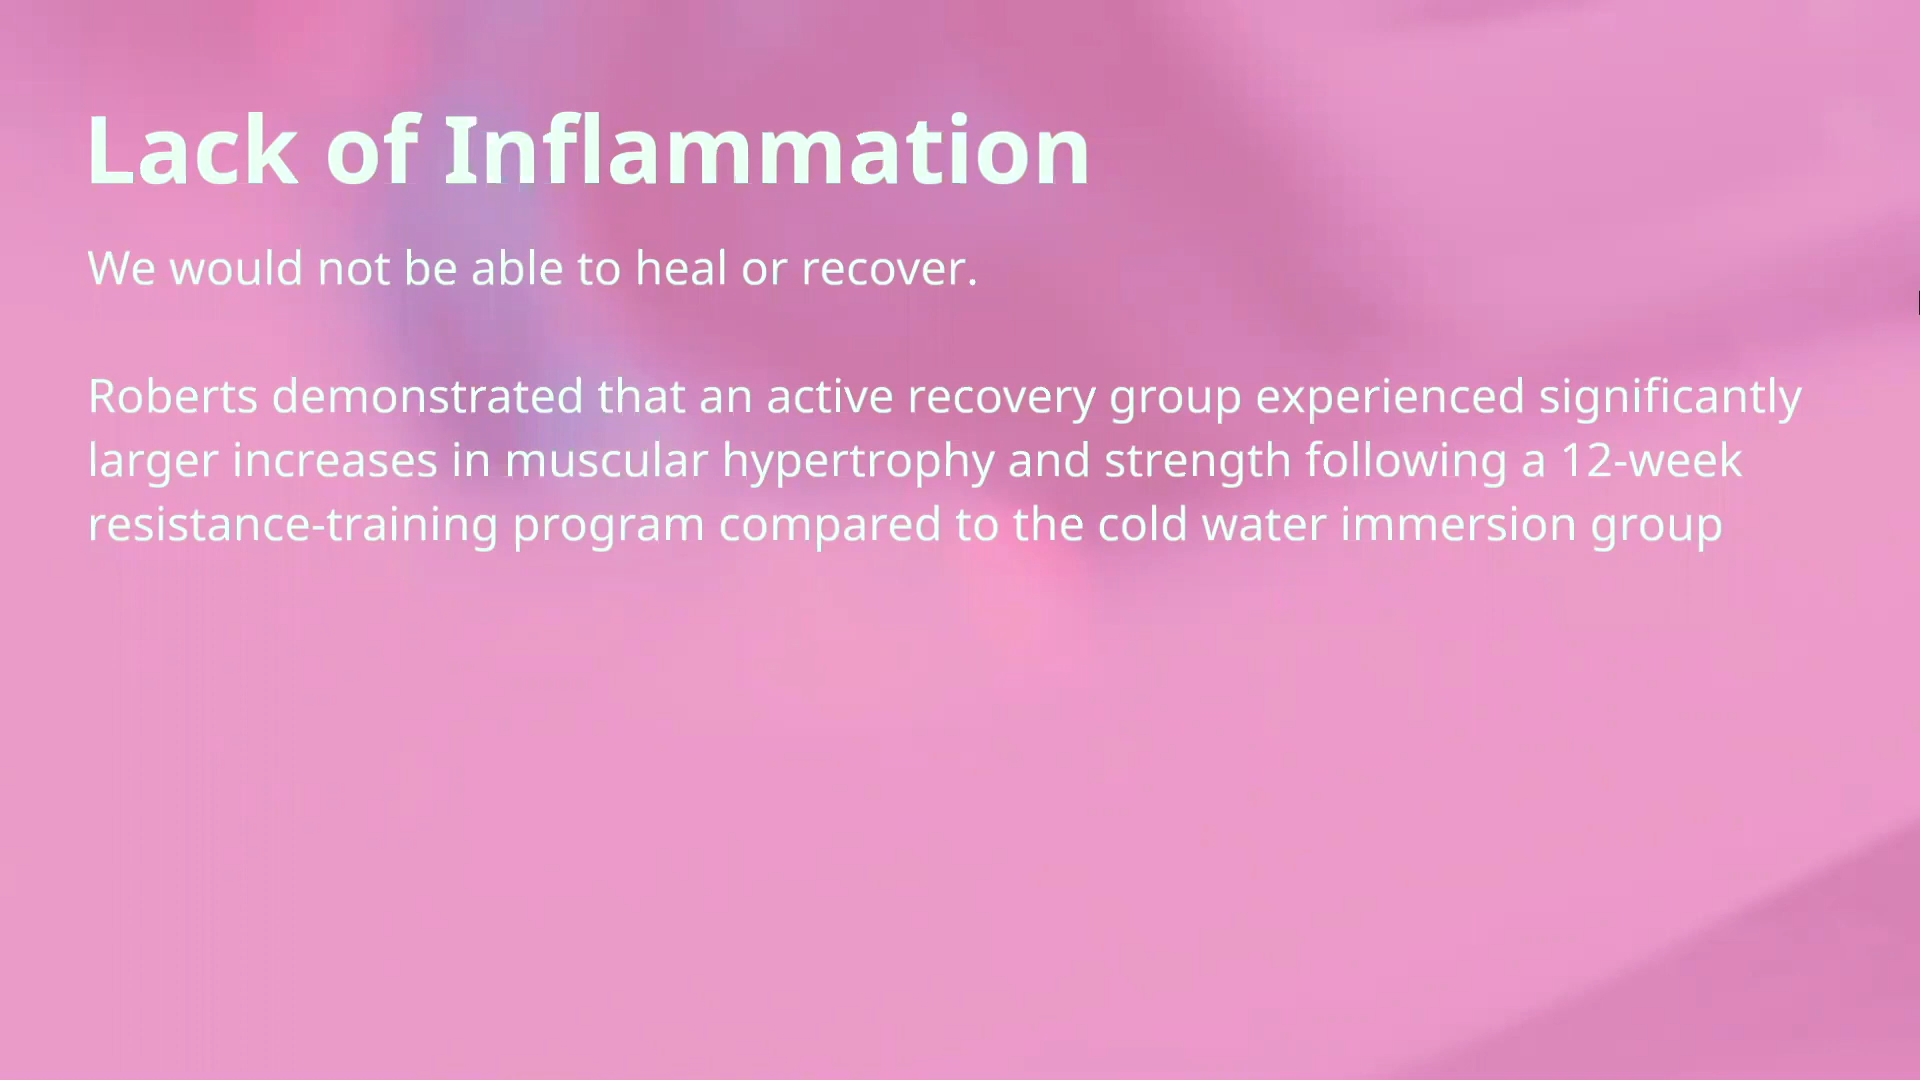 Lack of Inflammation
We would not be able to heal or recover.
Roberts demonstrated that an active recovery group experienced significantly
larger increases in muscular hypertrophy and strength following a 12-week
resistance-training program compared to the cold water immersion group